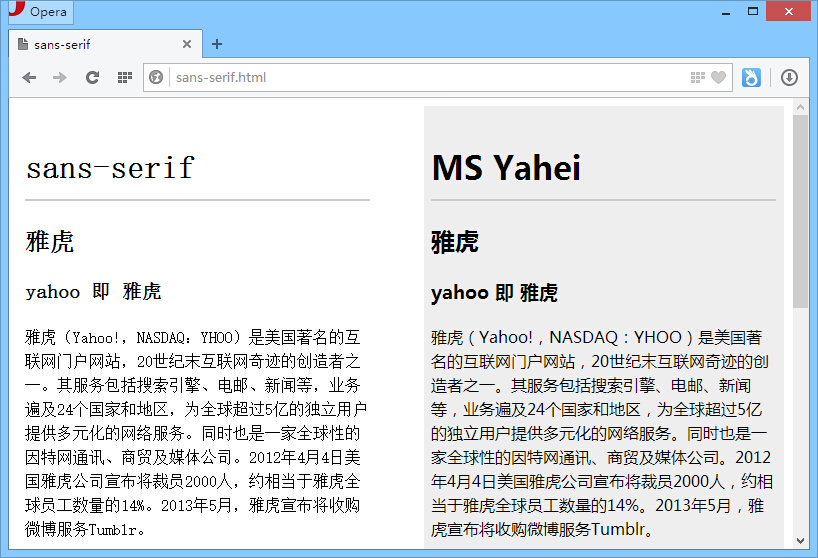 Opera
sans-serif
sans-serif.html
sans-serif
雅虎
yahoo 即 雅虎
雅虎（Yahoo!，NASDAQ：YHOO）是美国著名的互
联网门户网站，20世纪末互联网奇迹的创造者之
一。其服务包括搜索引擎、电邮、新闻等，业务
遍及24个国家和地区，为全球超过5亿的独立用户
提供多元化的网络服务。同时也是一家全球性的
因特网通讯、商贸及媒体公司。2012年4月4日美
国雅虎公司宣布将裁员2000人，约相当于雅虎全
球员工数量的14%。2013年5月，雅虎宣布将收购
微博服务Tumblr。
MS Yahei
雅虎
yahoo 即 雅虎
雅虎（Yahoo!，NASDAQ：YHOO）是美国著
名的互联网门户网站，20世纪末互联网奇迹的创
造者之一。其服务包括搜索引擎、电邮、新闻
等，业务遍及24个国家和地区，为全球超过5亿
的独立用户提供多元化的网络服务。同时也是一
家全球性的因特网通讯、商贸及媒体公司。2012
年4月4日美国雅虎公司宣布将裁员2000人，约相
当于雅虎全球员工数量的14%。2013年5月，雅
虎宣布将收购微博服务Tumblr。